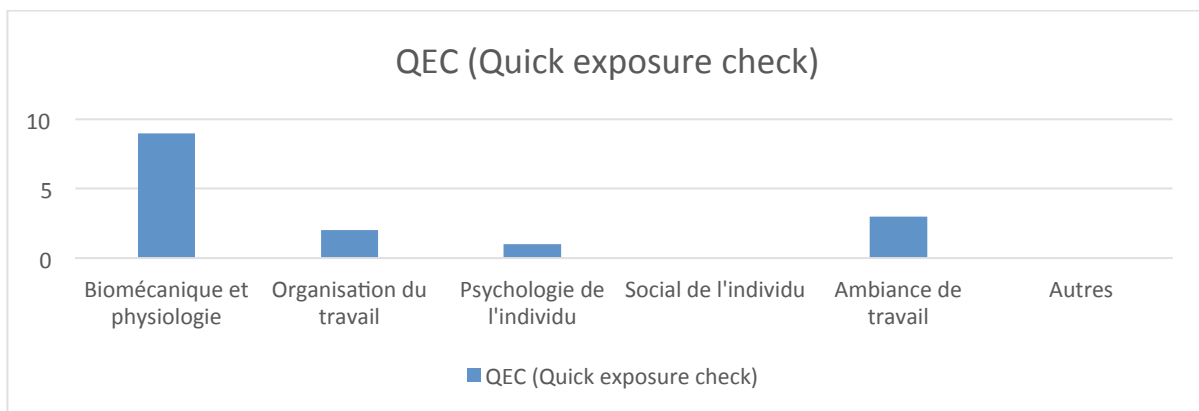 QEC (Quick exposure check)
10
5
0
Biomécanique et
physiologie
Organisation du
travail
Psychologie de
l'individu
Social de l'individu
Ambiance de
travail
Autres
QEC (Quick exposure check)